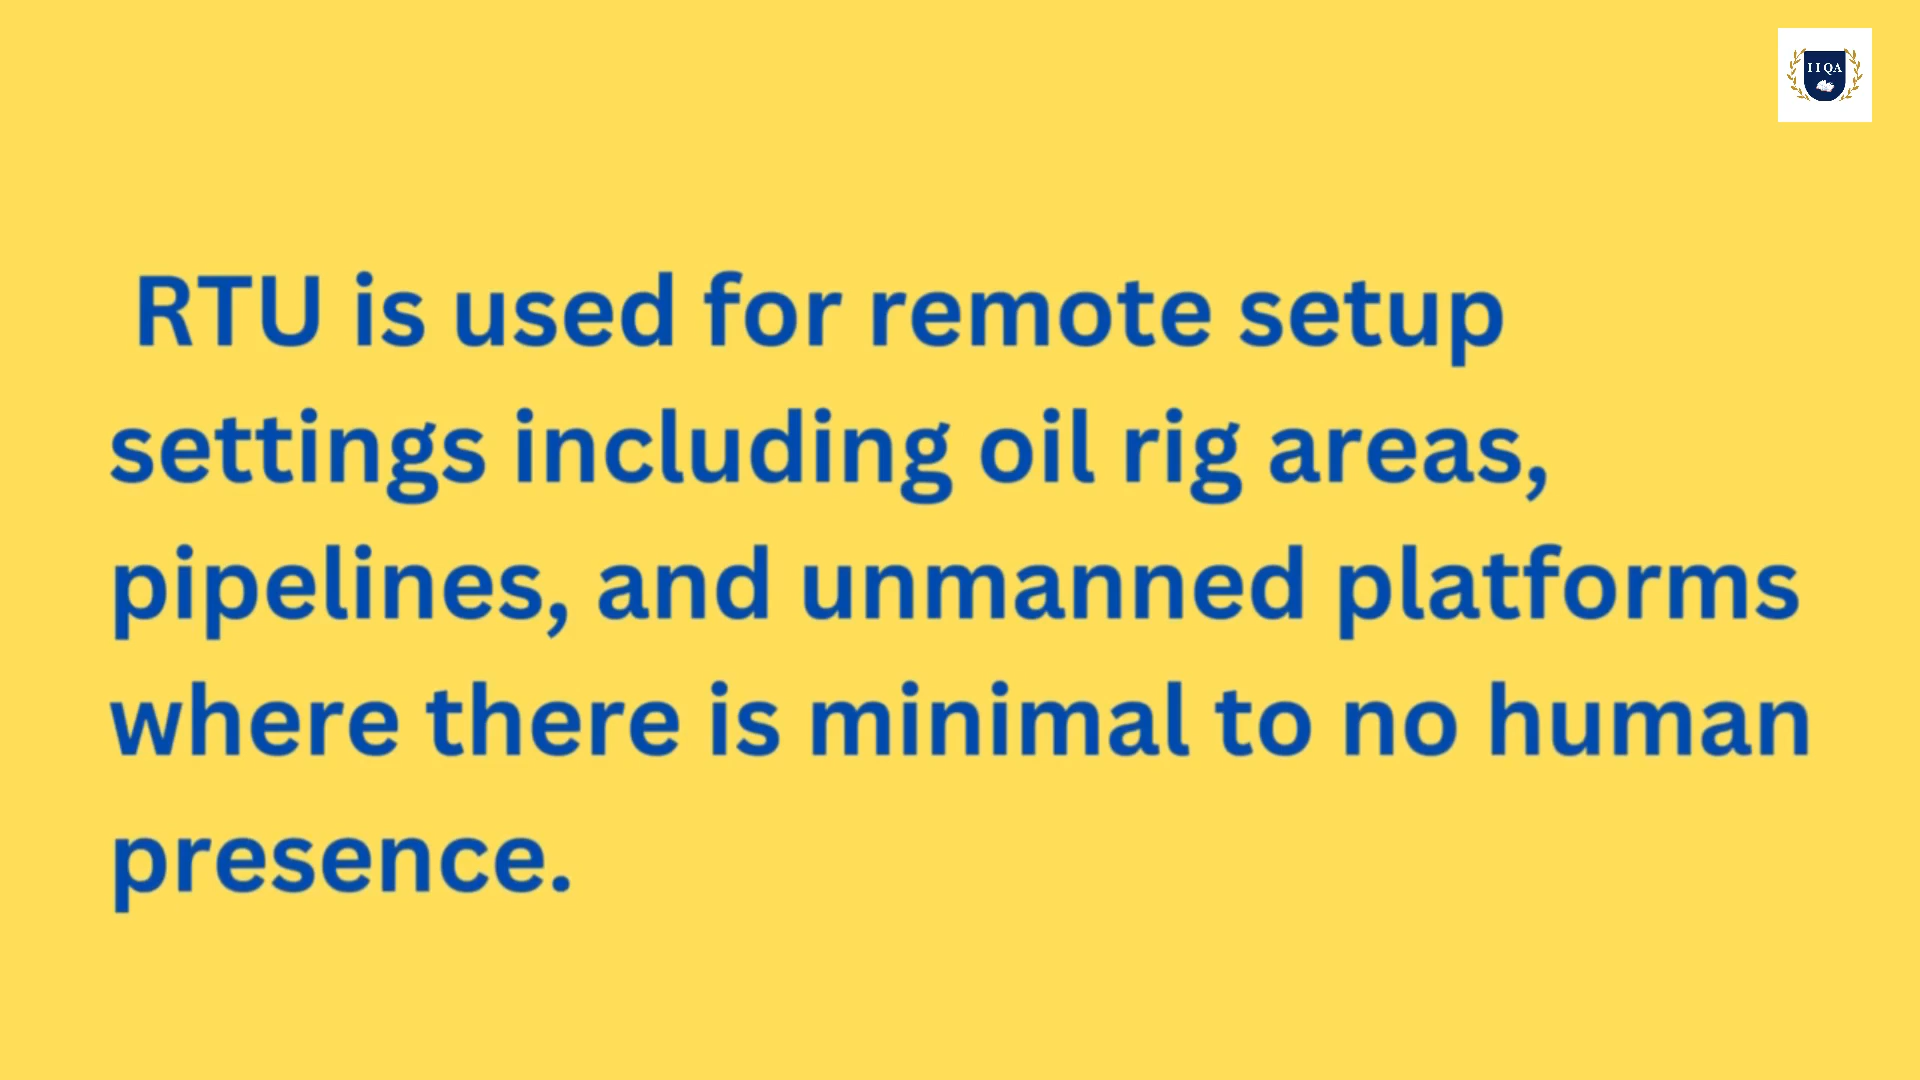 IIQA
RTU is used for remote setup
settings including oil rig areas,
pipelines, and unmanned platforms
where there is minimal to no human
presence.